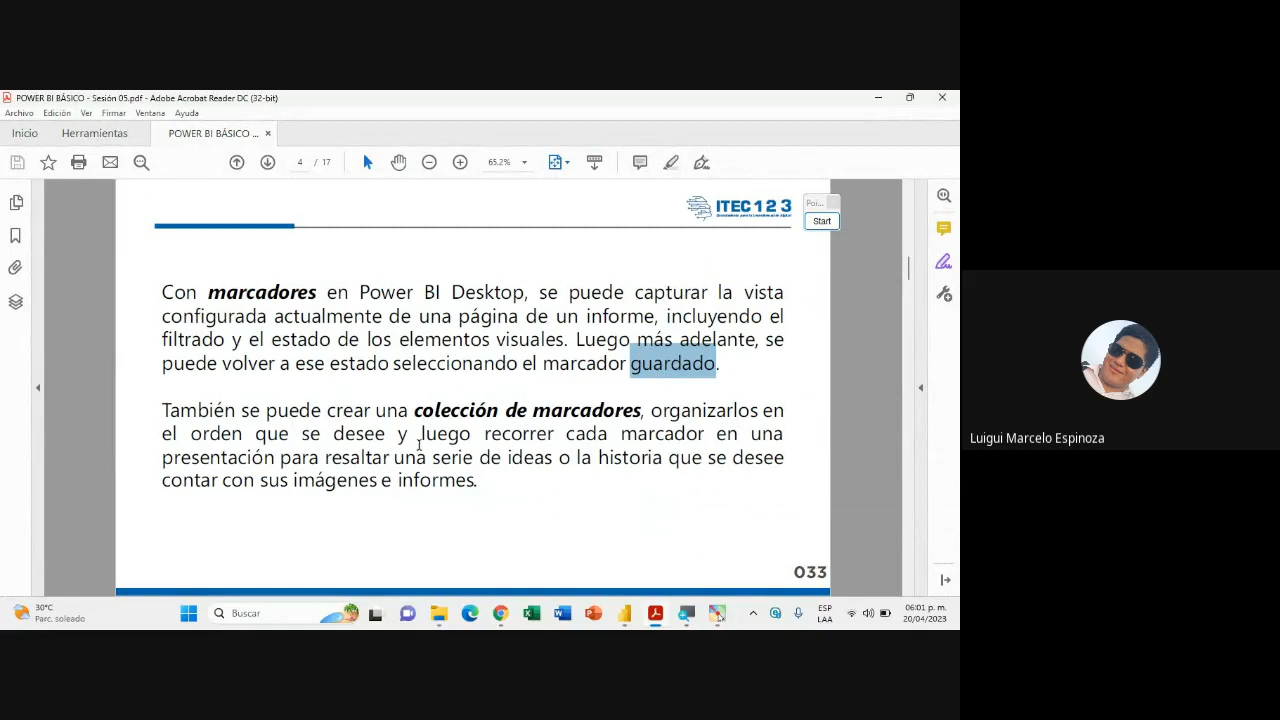 POWER BI BÁSICO - Sesión 05.pdf - Adobe Acrobat Reader DC (32-bit)
Archivo Edición Ver Firmar Ventana Ayuda
Inicio Herramientas POWER BI BÁSICO ... ×
4 / 17 65.2%
ITEC 1 2 3
Poi...
Start
Con marcadores en Power BI Desktop, se puede capturar la vista
configurada actualmente de una página de un informe, incluyendo el
filtrado y el estado de los elementos visuales. Luego más adelante, se
puede volver a ese estado seleccionando el marcador guardado.
También se puede crear una colección de marcadores, organizarlos en
el orden que se desee y luego recorrer cada marcador en una
presentación para resaltar una serie de ideas o la historia que se desee
contar con sus imágenes e informes.
033
Luigui Marcelo Espinoza
30°C
Parc. soleado
Buscar
ESP
LAA
06:01 p. m.
20/04/2023